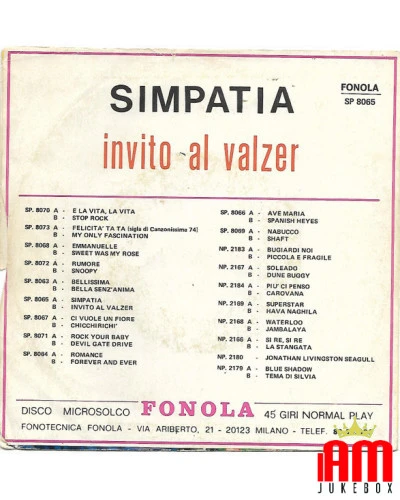 SIMPATIA
FONOLA
SP 8065
invito al valzer
SP. 8070 A - E LA VITA, LA VITA
B - STOP ROCK
SP. 8073 A - FELICITA' TA TA (sigla di Canzonissima 74)
B - MY ONLY FASCINATION
SP. 8068 A - EMMANUELLE
B - SWEET WAS MY ROSE
SP. 8072 A - RUMORE
B - SNOOPY
SP. 8063 A - BELLISSIMA
B - BELLA SENZ'ANIMA
SP. 8065 A - SIMPATIA
B - INVITO AL VALZER
SP. 8067 A - CI VUOLE UN FIORE
B - CHICCHIRICHI'
SP. 8071 A - ROCK YOUR BABY
B - DEVIL GATE DRIVE
SP. 8064 A - ROMANCE
B - FOREVER AND EVER
SP. 8066 A - AVE MARIA
B - SPANISH HEYES
SP. 8069 A - NABUCCO
B - SHAFT
NP. 2183 A - BUGIARDI NOI
B - PICCOLA E FRAGILE
NP. 2167 A - SOLEADO
B - DUNE BUGGY
NP. 2184 A - PIU' CI PENSO
B - CAROVANA
NP. 2169 A - SUPERSTAR
B - HAVA NAGHILA
NP. 2168 A - WATERLOO
B - JAMBALAYA
NP. 2166 A - SI RE, SI RE
B - LA STANGATA
NP. 2180 - JONATHAN LIVINGSTON SEAGULL
NP. 2179 A - BLUE SHADOW
B - TEMA DI SILVIA
DISCO MICROSOLCO FONOLA 45 GIRI NORMAL PLAY
FONOTECNICA FONOLA - VIA ARIBERTO, 21 - 20123 MILANO - TELEF.
IAM
JUKEBOX